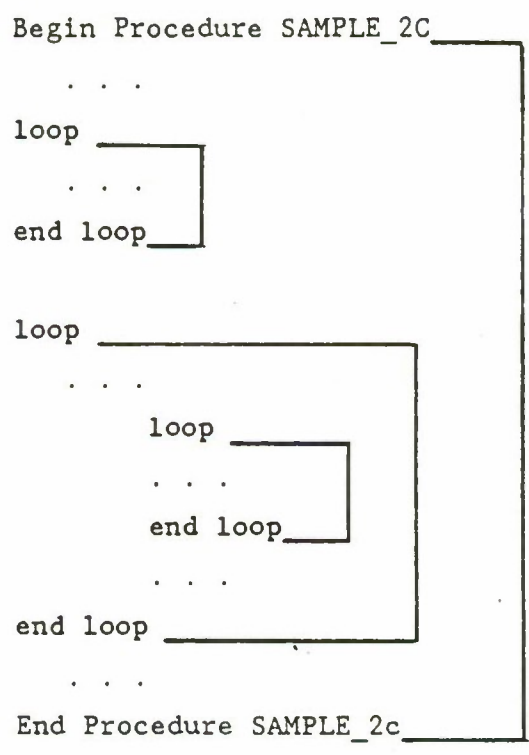 Begin Procedure SAMPLE_2C
. . .
loop
. . .
end loop
loop
. . .
loop
. . .
end loop
. . .
end loop
. . .
End Procedure SAMPLE_2c